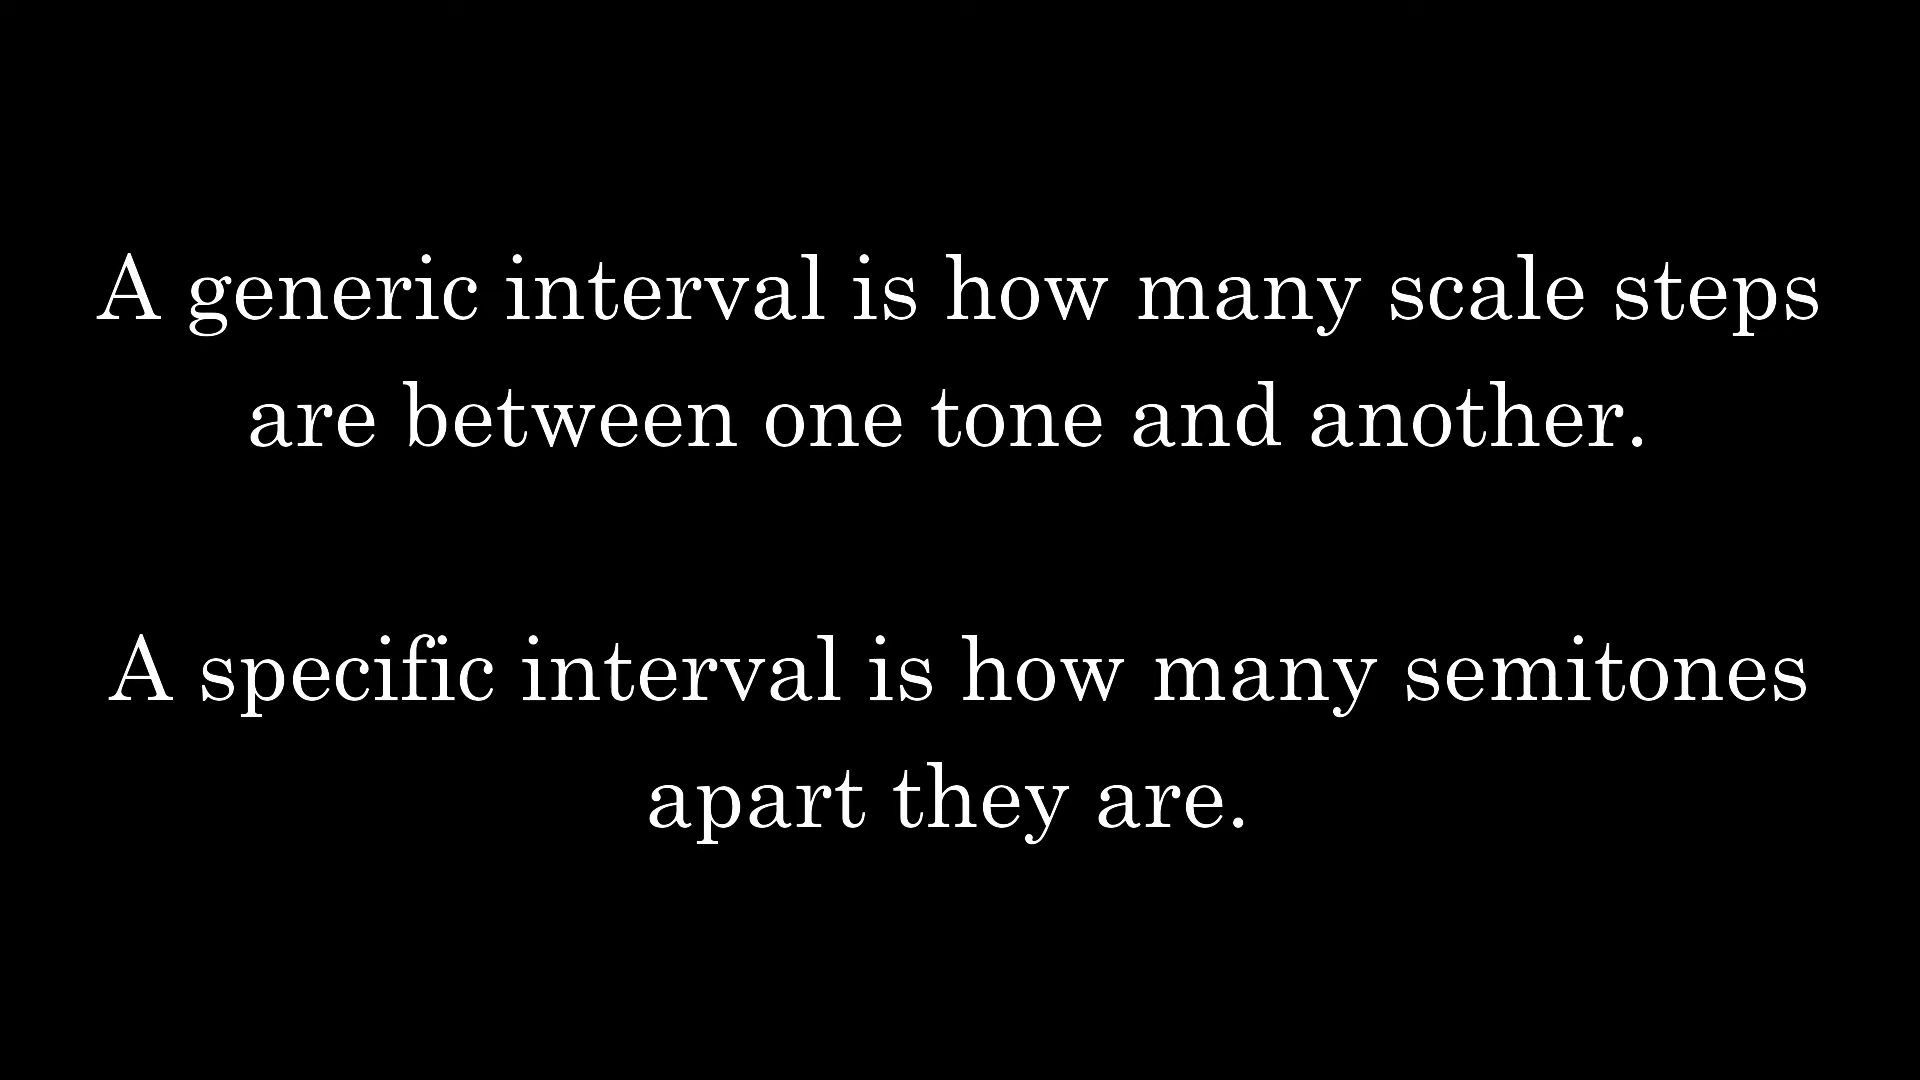 A generic interval is how many scale steps
are between one tone and another.
A specific interval is how many semitones
apart they are.